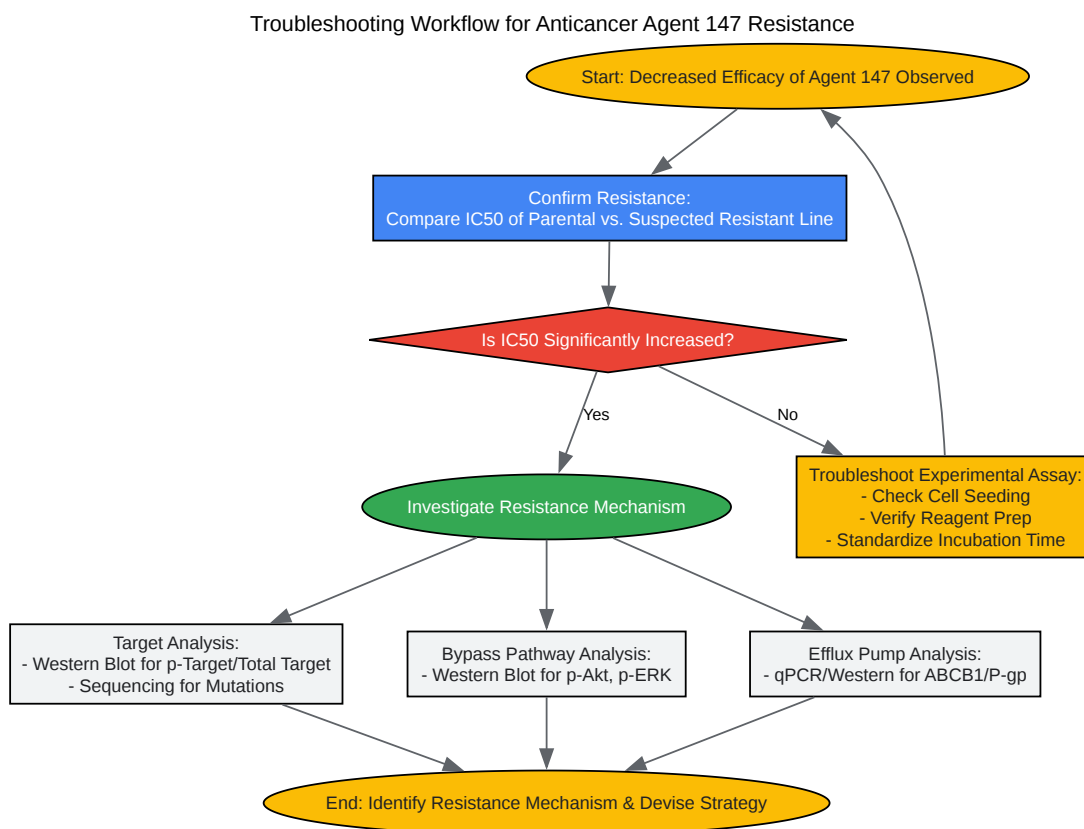 Troubleshooting Workflow for Anticancer Agent 147 Resistance
Start: Decreased Efficacy of Agent 147 Observed
Confirm Resistance:
Compare IC50 of Parental vs. Suspected Resistant Line
Is IC50 Significantly Increased?
Yes
No
Troubleshoot Experimental Assay:
- Check Cell Seeding
- Verify Reagent Prep
- Standardize Incubation Time
Investigate Resistance Mechanism
Target Analysis:
- Western Blot for p-Target/Total Target
- Sequencing for Mutations
Bypass Pathway Analysis:
- Western Blot for p-Akt, p-ERK
Efflux Pump Analysis:
- qPCR/Western for ABCB1/P-gp
End: Identify Resistance Mechanism & Devise Strategy